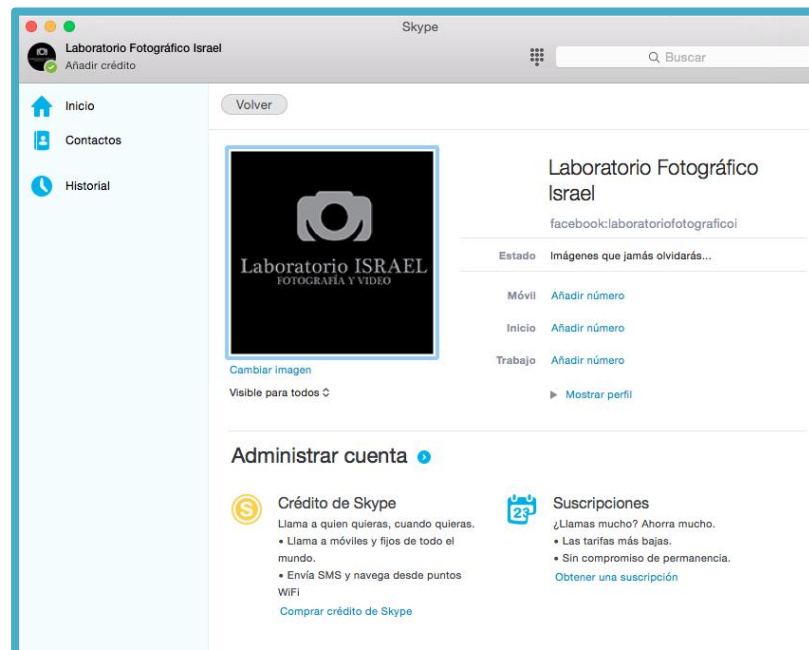 Skype
Laboratorio Fotográfico Israel
Añadir crédito
Buscar
Inicio
Contactos
Historial
Volver
Laboratorio ISRAEL
FOTOGRAFÍA Y VIDEO
Cambiar imagen
Visible para todos
Laboratorio Fotográfico
Israel
facebook:laboratoriofotograficoi
Estado Imágenes que jamás olvidarás...
Móvil Añadir número
Inicio Añadir número
Trabajo Añadir número
Mostrar perfil
Administrar cuenta
S
Crédito de Skype
Llama a quien quieras, cuando quieras.
• Llama a móviles y fijos de todo el
mundo.
• Envía SMS y navega desde puntos
WiFi
Comprar crédito de Skype
23
Suscripciones
¿Llamas mucho? Ahorra mucho.
• Las tarifas más bajas.
• Sin compromiso de permanencia.
Obtener una suscripción